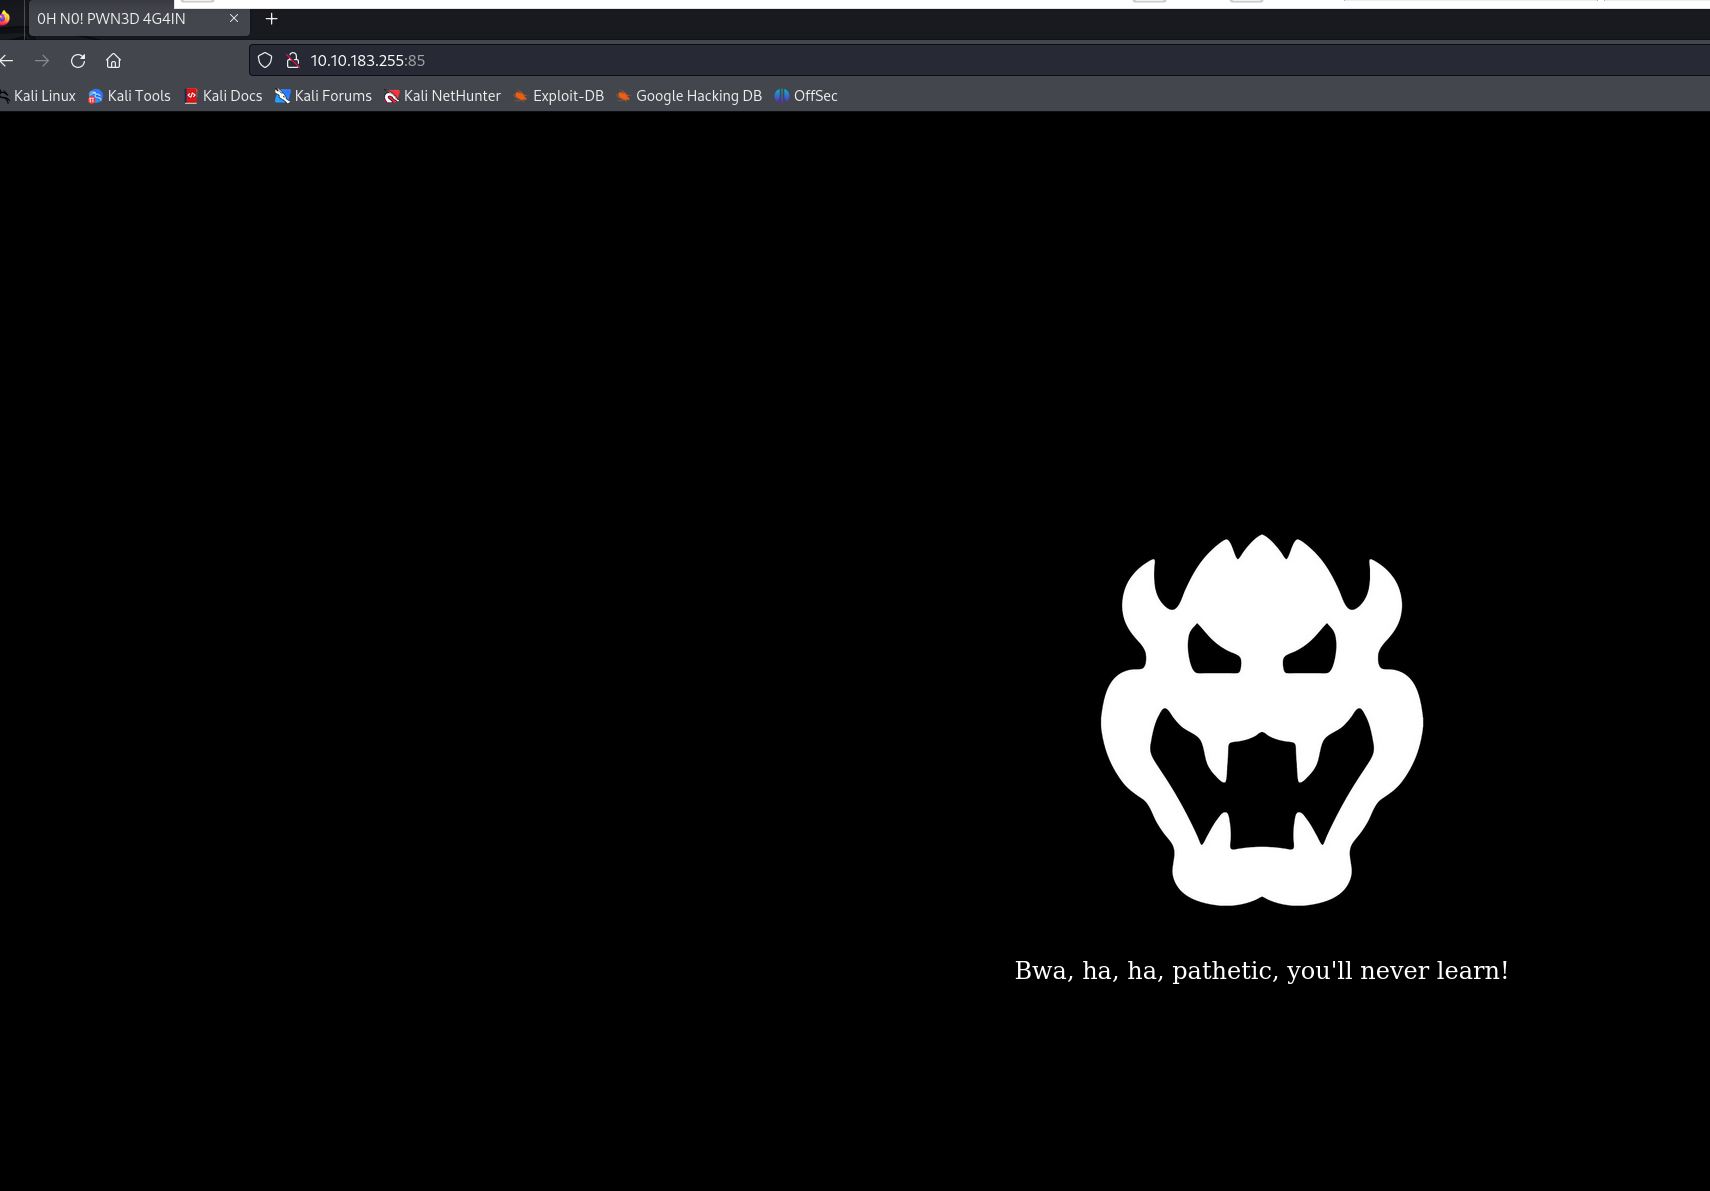 0H N0! PWN3D 4G4IN
10.10.183.255:85
Kali Linux Kali Tools Kali Docs Kali Forums Kali NetHunter Exploit-DB Google Hacking DB OffSec
Bwa, ha, ha, pathetic, you'll never learn!